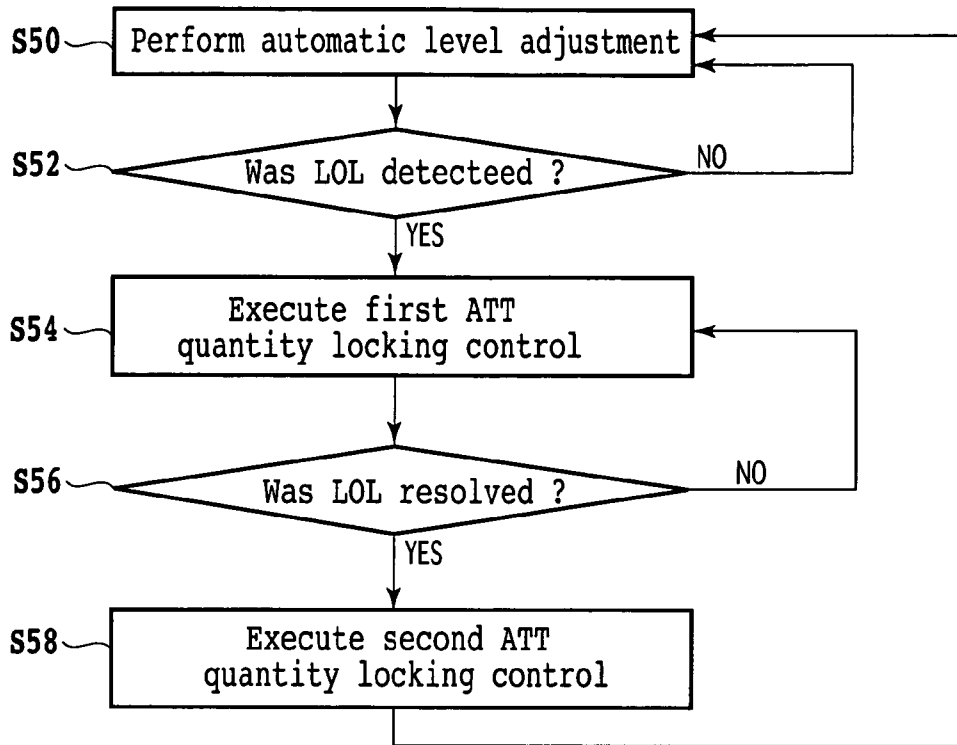 S50
Perform automatic level adjustment
S52
Was LOL detecteed ?
NO
YES
S54
Execute first ATT
quantity locking control
S56
Was LOL resolved ?
NO
YES
S58
Execute second ATT
quantity locking control